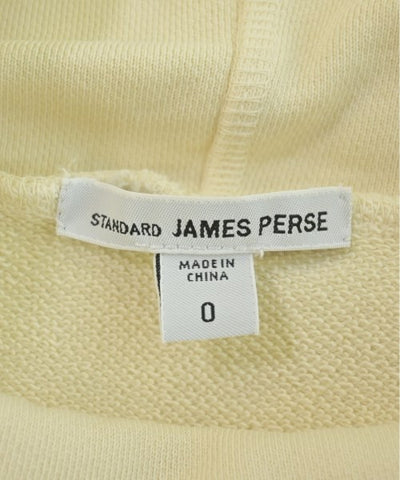 STANDARD JAMES PERSE
MADE IN
CHINA
0